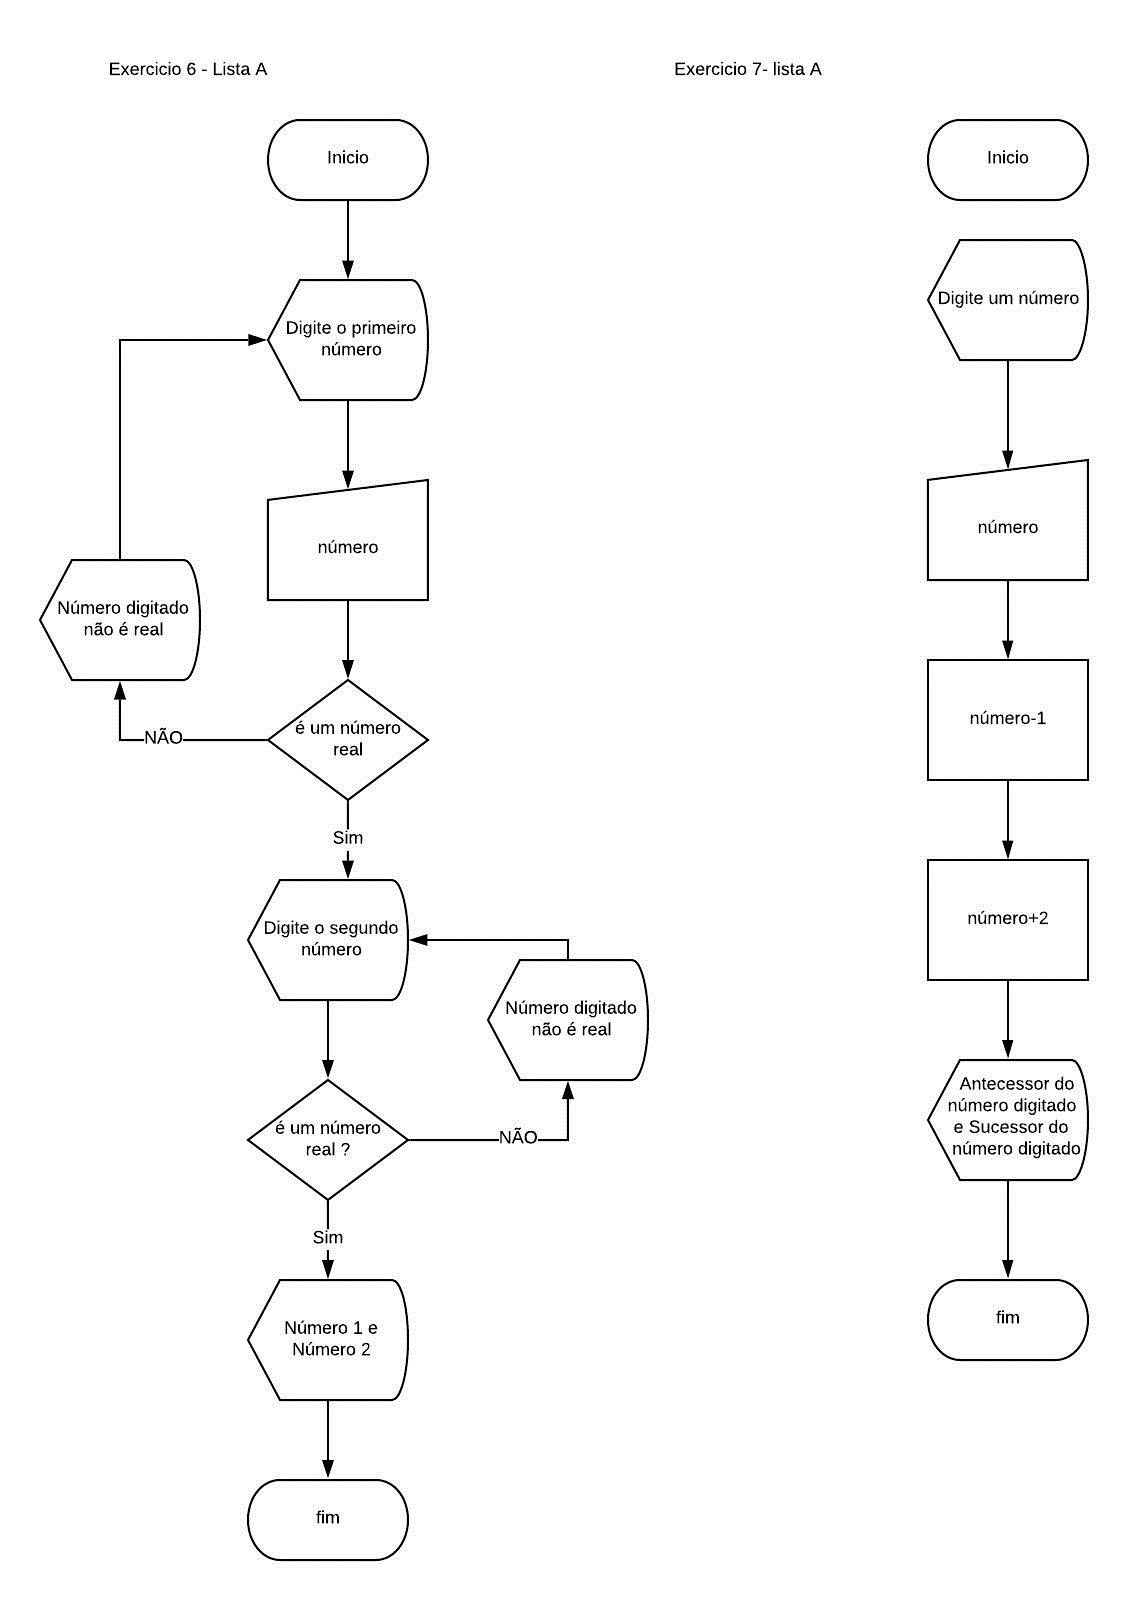 Exercicio 6 - Lista A
Inicio
Digite o primeiro
número
número
Número digitado
não é real
é um número
real
NÃO
Sim
Digite o segundo
número
Número digitado
não é real
é um número
real ?
NÃO
Sim
Número 1 e
Número 2
fim
Exercicio 7- lista A
Inicio
Digite um número
número
número-1
número+2
Antecessor do
número digitado
e Sucessor do
número digitado
fim